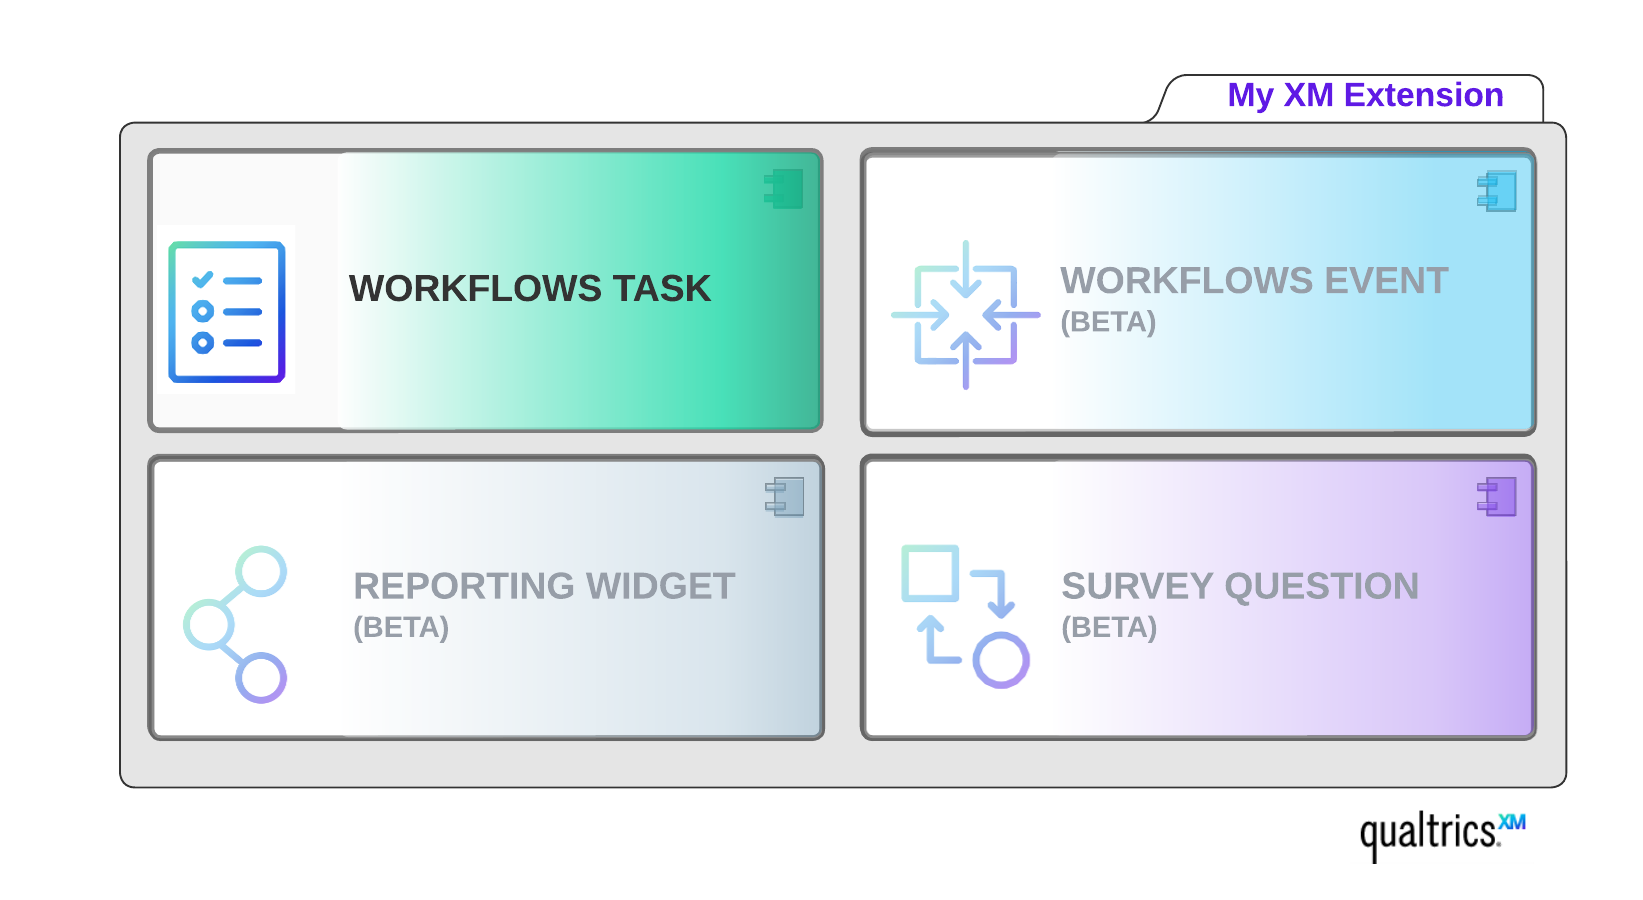 My XM Extension
WORKFLOWS TASK
WORKFLOWS EVENT
(BETA)
REPORTING WIDGET
(BETA)
SURVEY QUESTION
(BETA)
qualtrics.XM